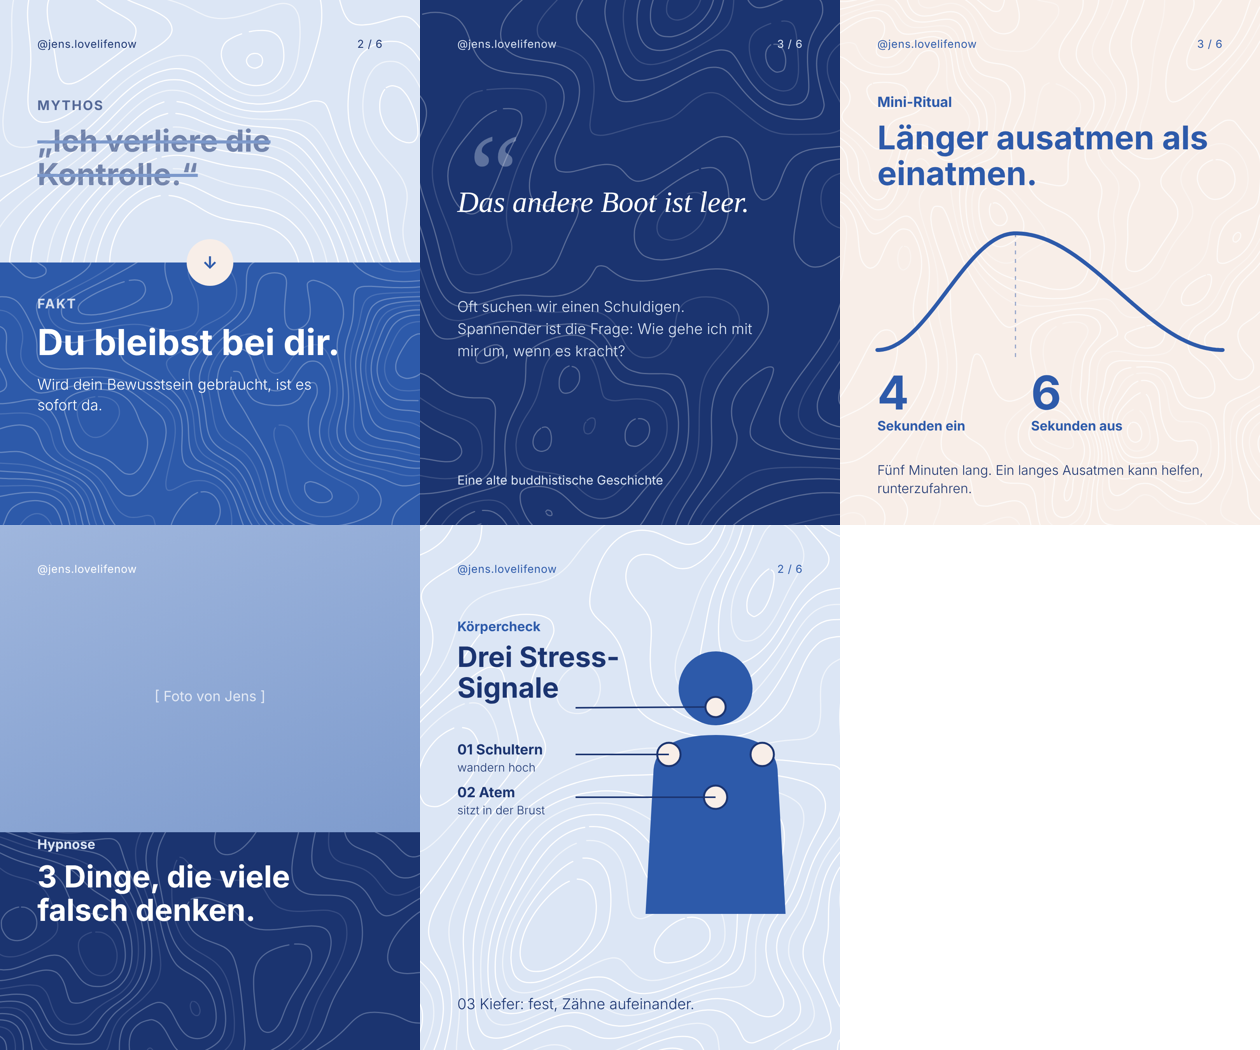 @jens.lovelifenow
2 / 6
MYTHOS
„Ich verliere die
Kontrolle.“
FAKT
Du bleibst bei dir.
Wird dein Bewusstsein gebraucht, ist es
sofort da.
@jens.lovelifenow
3 / 6
“
Das andere Boot ist leer.
Oft suchen wir einen Schuldigen.
Spannender ist die Frage: Wie gehe ich mit
mir um, wenn es kracht?
Eine alte buddhistische Geschichte
@jens.lovelifenow
3 / 6
Mini-Ritual
Länger ausatmen als
einatmen.
4
Sekunden ein
6
Sekunden aus
Fünf Minuten lang. Ein langes Ausatmen kann helfen,
runterzufahren.
@jens.lovelifenow
[ Foto von Jens ]
Hypnose
3 Dinge, die viele
falsch denken.
@jens.lovelifenow
2 / 6
Körpercheck
Drei Stress-
Signale
01 Schultern
wandern hoch
02 Atem
sitzt in der Brust
03 Kiefer: fest, Zähne aufeinander.